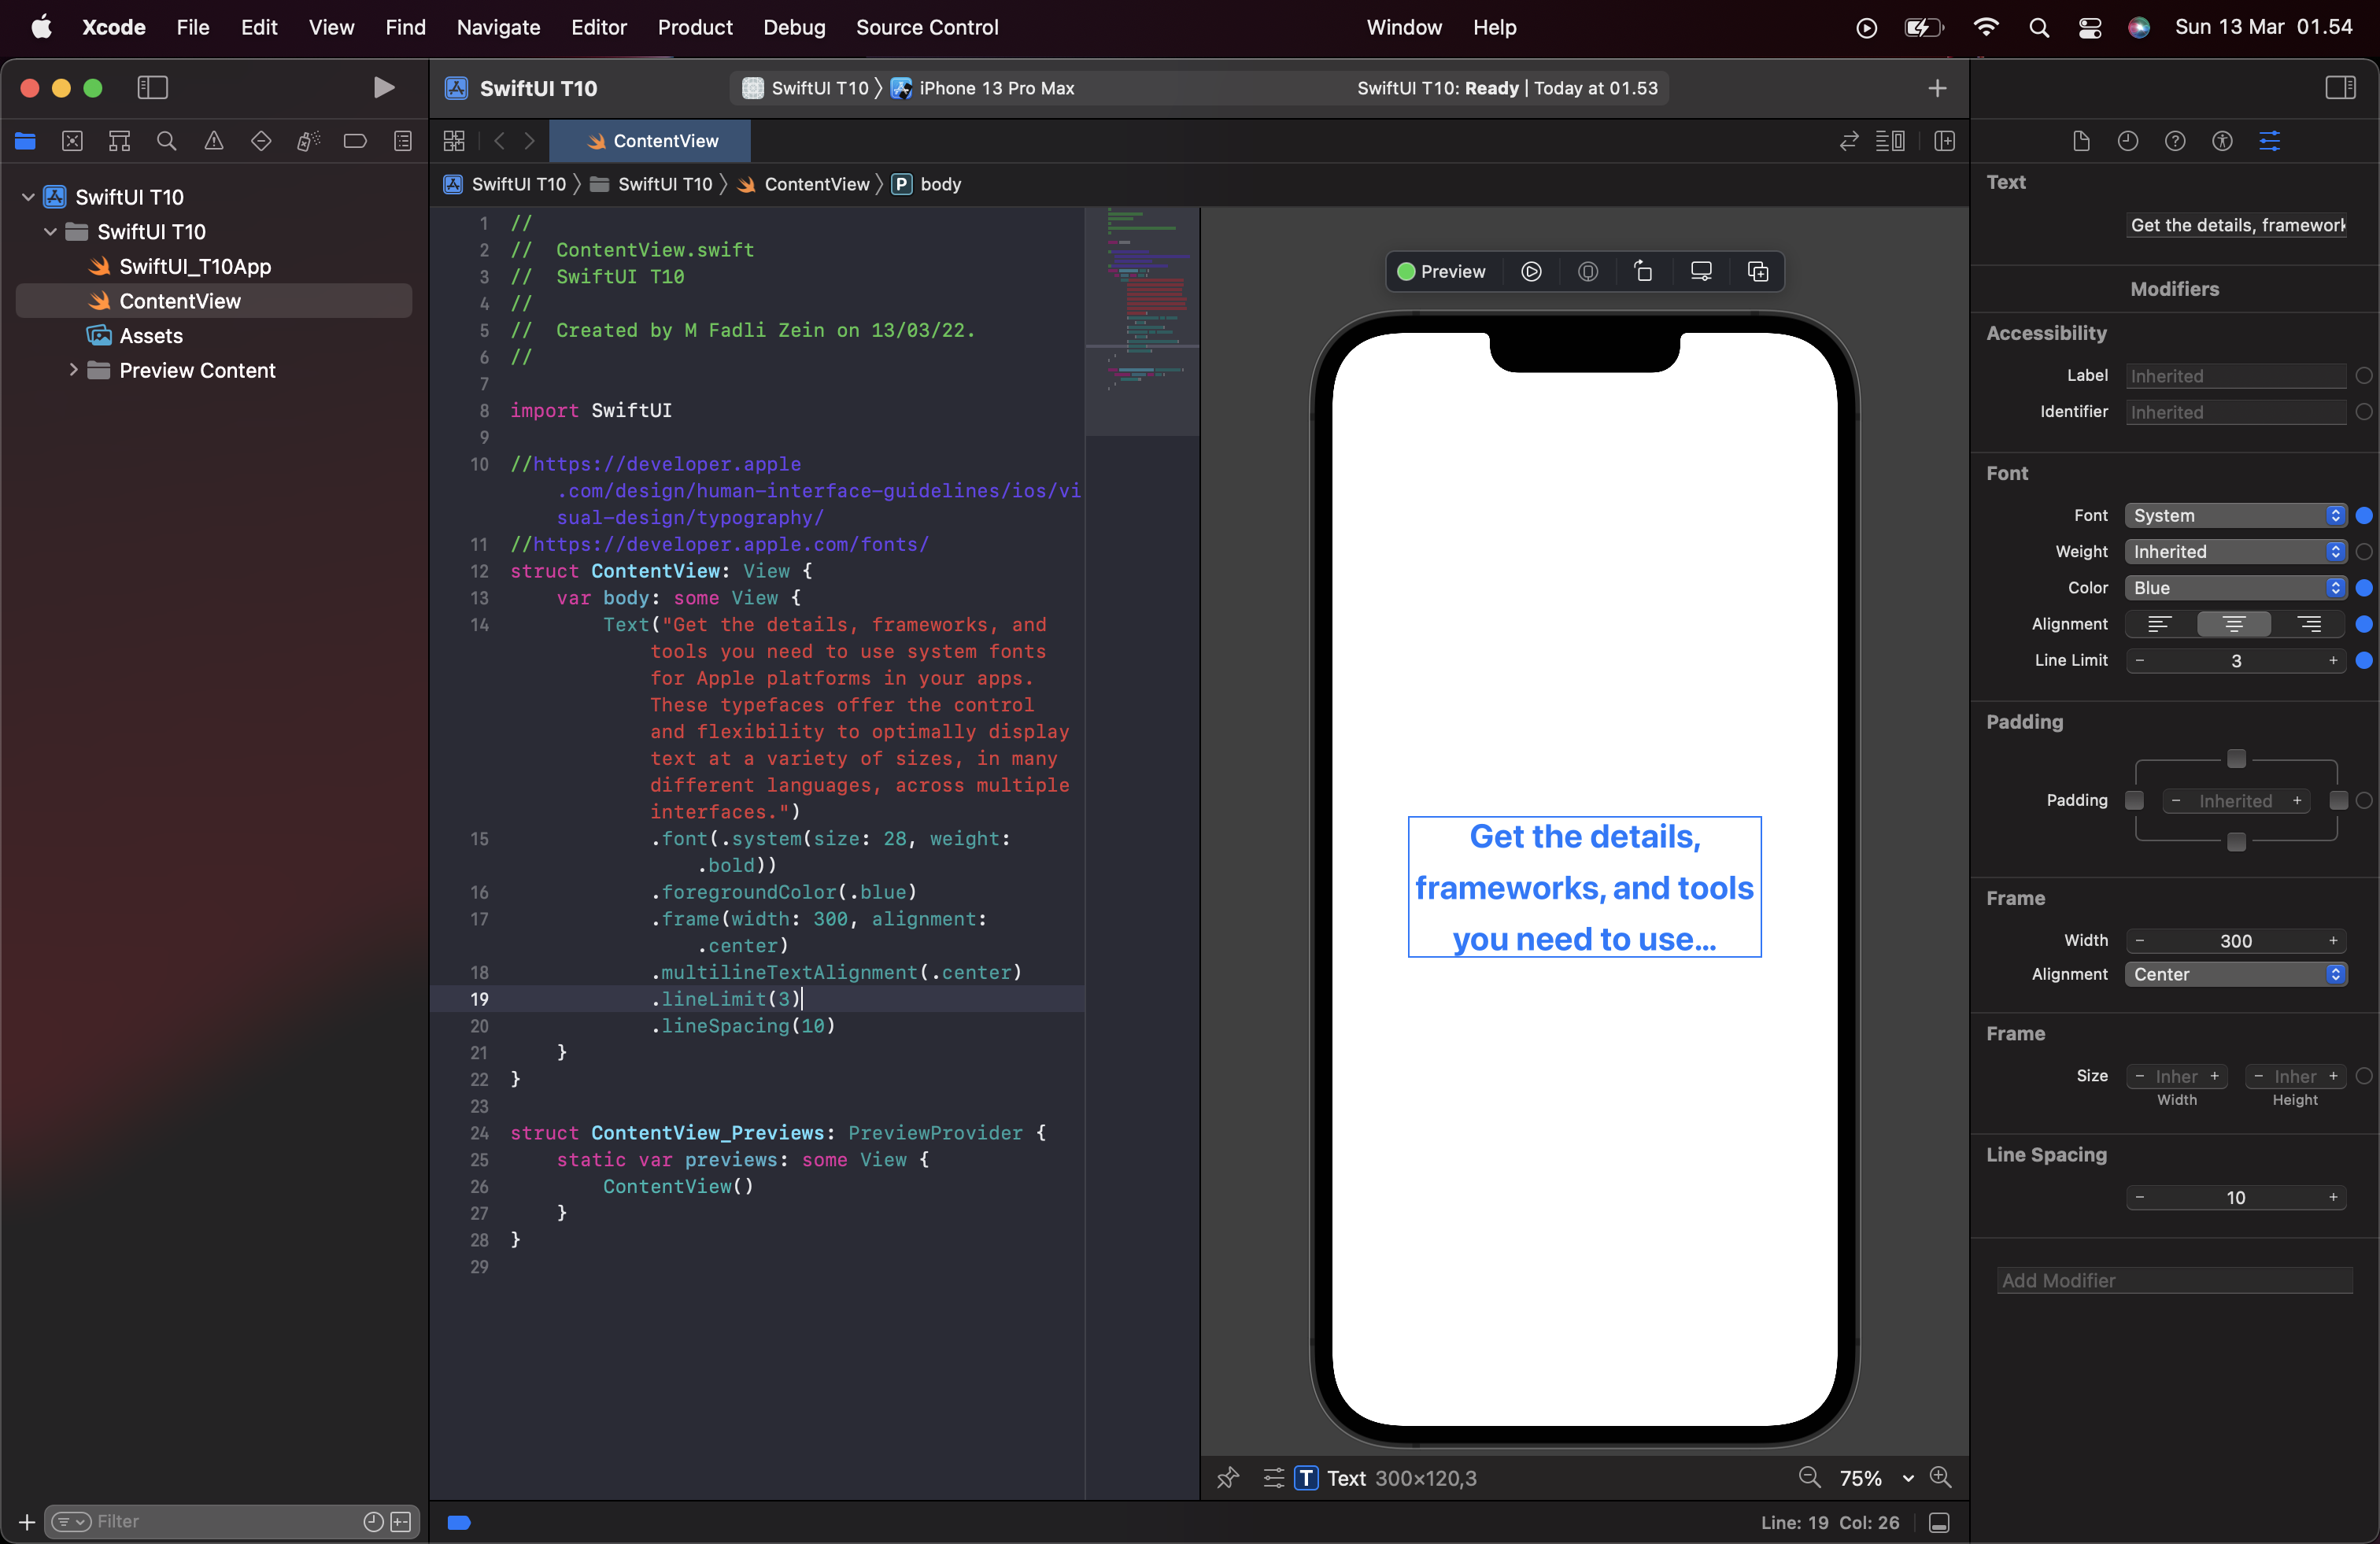 Xcode File Edit View Find Navigate Editor Product Debug Source Control Window Help Sun 13 Mar 01.54
SwiftUI T10
SwiftUI T10 〉 iPhone 13 Pro Max
SwiftUI T10: Ready | Today at 01.53
ContentView
SwiftUI T10 〉 SwiftUI T10 〉 ContentView 〉 P body
SwiftUI T10
SwiftUI T10
SwiftUI_T10App
ContentView
Assets
Preview Content
Filter
1 //
2 //  ContentView.swift
3 //  SwiftUI T10
4 //
5 //  Created by M Fadli Zein on 13/03/22.
6 //
7
8 import SwiftUI
9
10 //https://developer.apple
.com/design/human-interface-guidelines/ios/vi
sual-design/typography/
11 //https://developer.apple.com/fonts/
12 struct ContentView: View {
13     var body: some View {
14         Text("Get the details, frameworks, and
tools you need to use system fonts
for Apple platforms in your apps.
These typefaces offer the control
and flexibility to optimally display
text at a variety of sizes, in many
different languages, across multiple
interfaces.")
15             .font(.system(size: 28, weight:
.bold))
16             .foregroundColor(.blue)
17             .frame(width: 300, alignment:
.center)
18             .multilineTextAlignment(.center)
19             .lineLimit(3)
20             .lineSpacing(10)
21     }
22 }
23
24 struct ContentView_Previews: PreviewProvider {
25     static var previews: some View {
26         ContentView()
27     }
28 }
29
Preview
Get the details,
frameworks, and tools
you need to use...
T Text 300×120,3
75%
Line: 19 Col: 26
Text
Get the details, framework
Modifiers
Accessibility
Label Inherited
Identifier Inherited
Font
Font System
Weight Inherited
Color Blue
Alignment
Line Limit − 3 +
Padding
Padding − Inherited +
Frame
Width − 300 +
Alignment Center
Frame
Size − Inher + − Inher +
Width Height
Line Spacing
− 10 +
Add Modifier